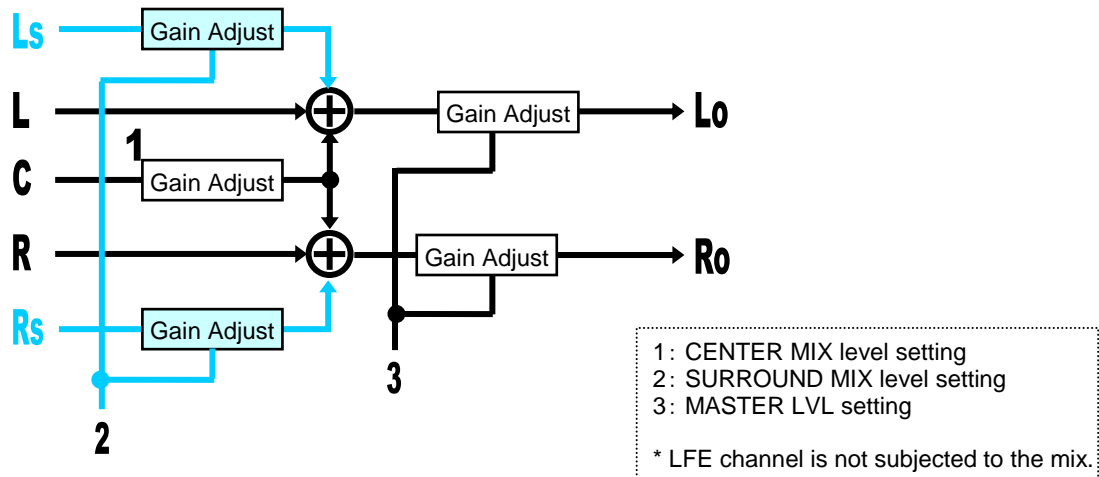 Ls
Gain Adjust
L
Gain Adjust
Lo
1
C
Gain Adjust
R
Gain Adjust
Ro
Rs
Gain Adjust
3
2
1: CENTER MIX level setting
2: SURROUND MIX level setting
3: MASTER LVL setting
* LFE channel is not subjected to the mix.